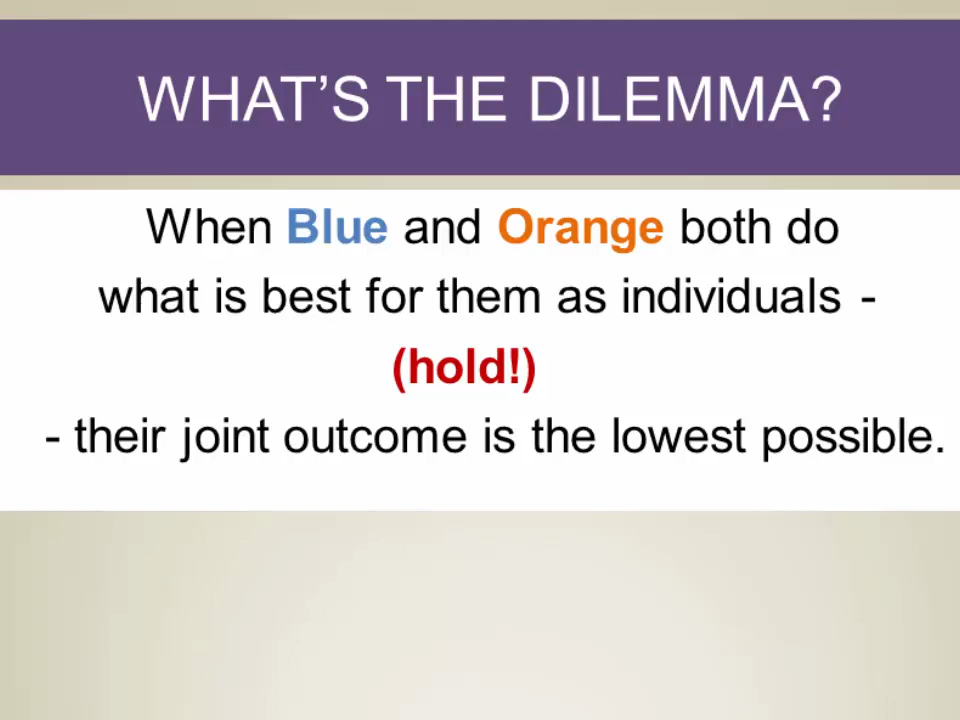 WHAT’S THE DILEMMA?
When Blue and Orange both do
what is best for them as individuals -
(hold!)
- their joint outcome is the lowest possible.